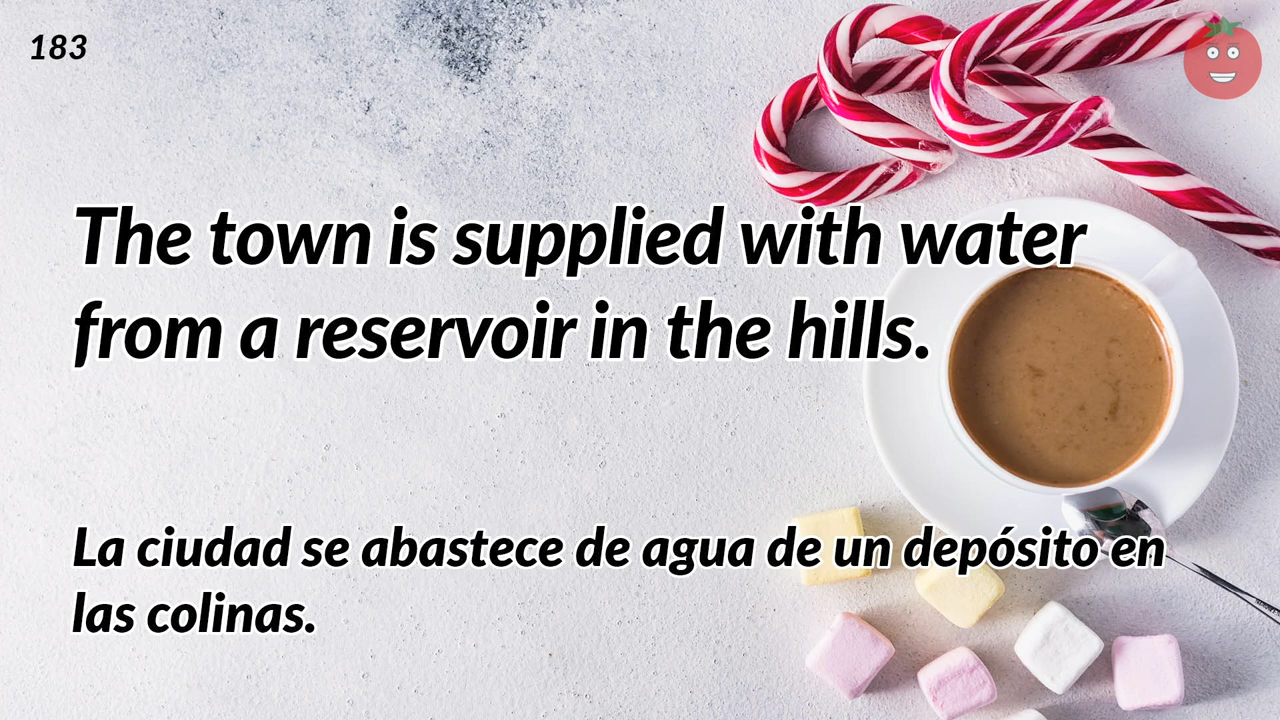 183
The town is supplied with water
from a reservoir in the hills.
La ciudad se abastece de agua de un depósito en
las colinas.